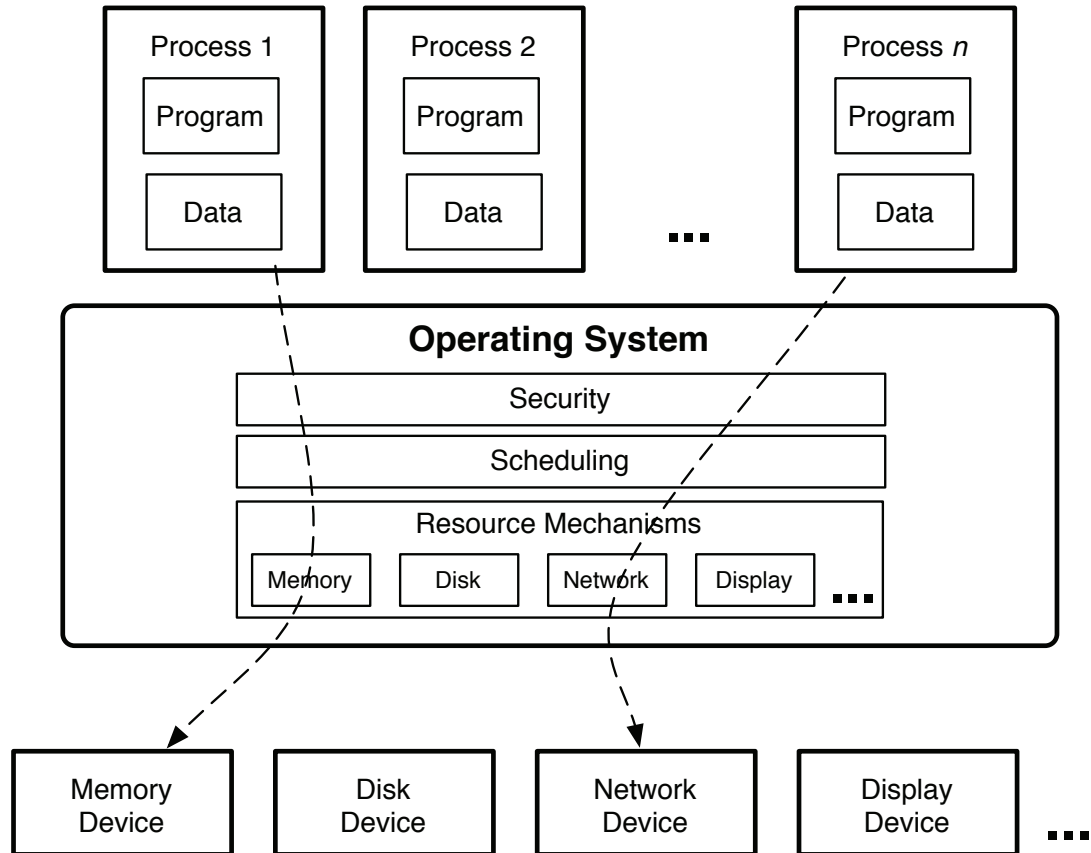 Process 1
Process 2
Process n
Program
Program
Program
Data
Data
Data
...
Operating System
Security
Scheduling
Resource Mechanisms
Memory
Disk
Network
Display
...
Memory
Device
Disk
Device
Network
Device
Display
Device
...